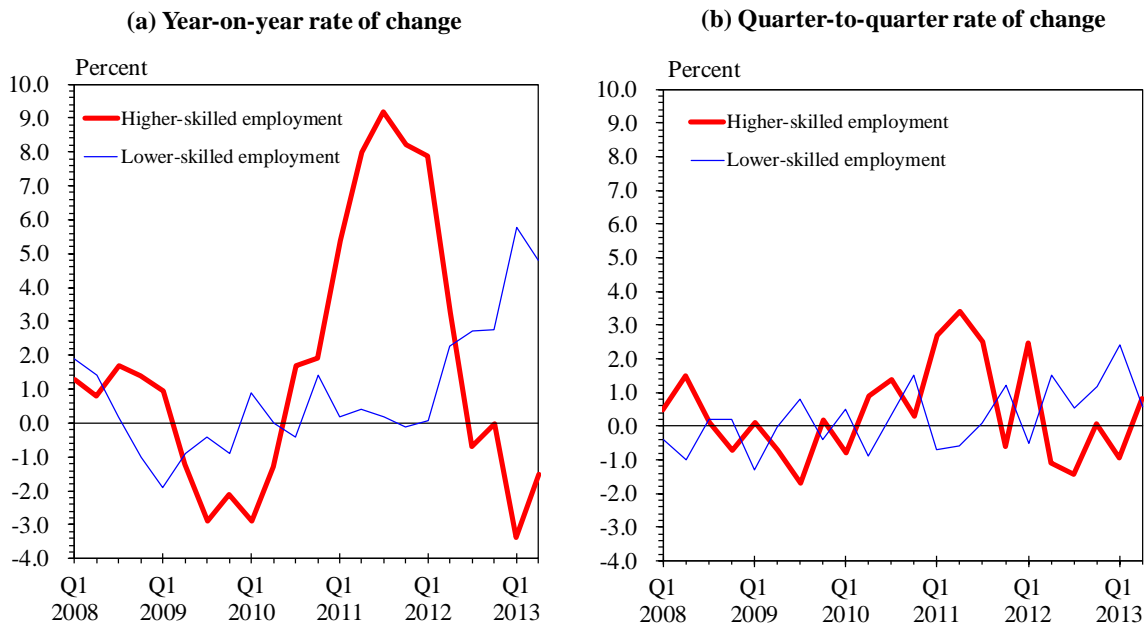 (a) Year-on-year rate of change
Percent
10.0
9.0
8.0
7.0
6.0
5.0
4.0
3.0
2.0
1.0
0.0
-1.0
-2.0
-3.0
-4.0
Higher-skilled employment
Lower-skilled employment
Q1 Q1 Q1 Q1 Q1 Q1
2008 2009 2010 2011 2012 2013
(b) Quarter-to-quarter rate of change
Percent
10.0
9.0
8.0
7.0
6.0
5.0
4.0
3.0
2.0
1.0
0.0
-1.0
-2.0
-3.0
-4.0
Higher-skilled employment
Lower-skilled employment
Q1 Q1 Q1 Q1 Q1 Q1
2008 2009 2010 2011 2012 2013